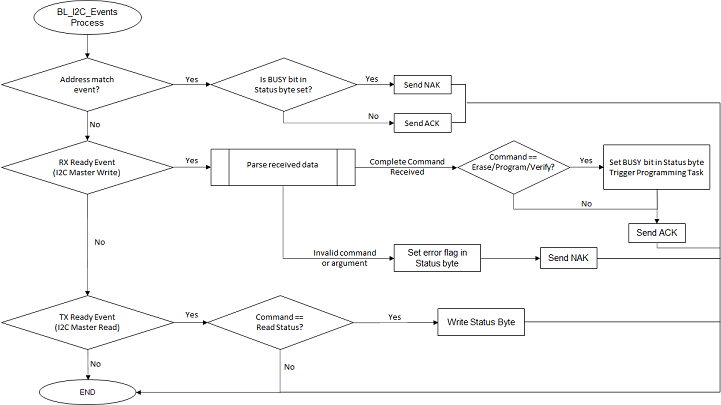 BL_I2C_Events
Process
Address match
event?
Yes
Is BUSY bit in
Status byte set?
Yes
Send NAK
No
Send ACK
No
RX Ready Event
(I2C Master Write)
Yes
Parse received data
Complete Command
Received
Command ==
Erase/Program/Verify?
Yes
Set BUSY bit in Status byte
Trigger Programming Task
No
Send ACK
No
Invalid command
or argument
Set error flag in
Status byte
Send NAK
TX Ready Event
(I2C Master Read)
Yes
Command ==
Read Status?
Yes
Write Status Byte
No
No
END